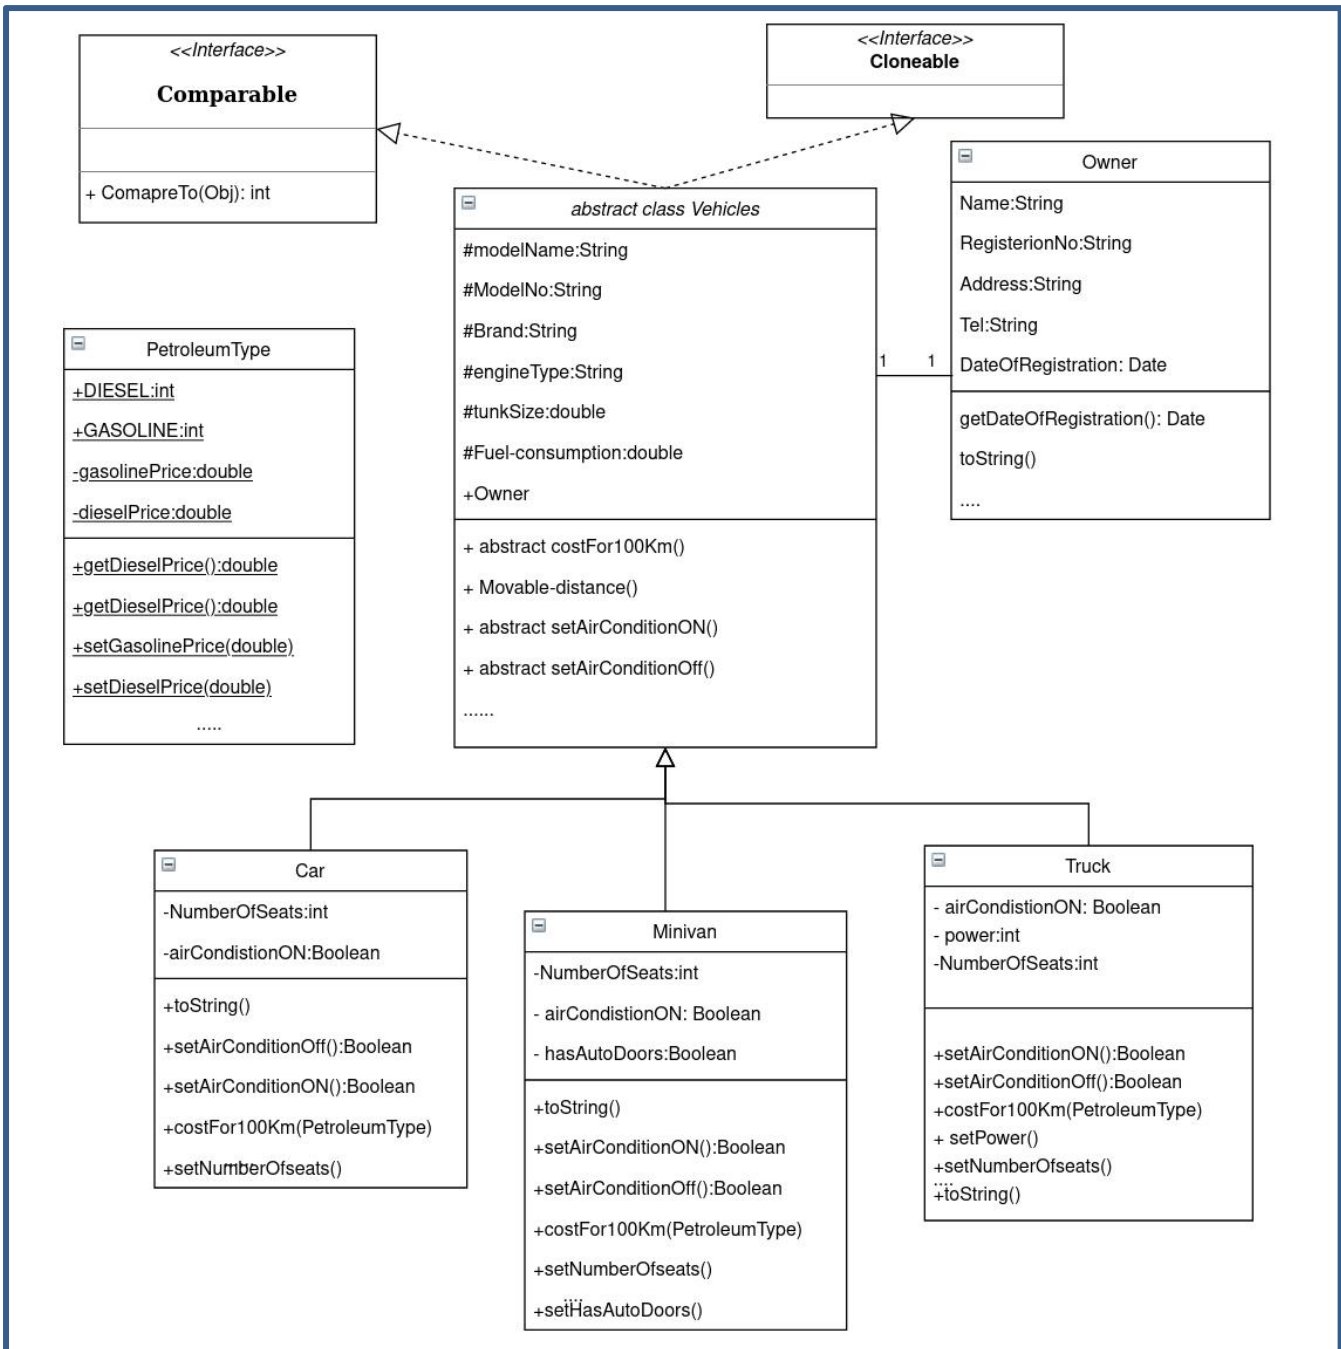 <<Interface>>
Comparable
+ ComapreTo(Obj): int
<<Interface>>
Cloneable
Owner
Name:String
RegisterionNo:String
Address:String
Tel:String
DateOfRegistration: Date
getDateOfRegistration(): Date
toString()
....
abstract class Vehicles
#modelName:String
#ModelNo:String
#Brand:String
#engineType:String
#tunkSize:double
#Fuel-consumption:double
+Owner
+ abstract costFor100Km()
+ Movable-distance()
+ abstract setAirConditionON()
+ abstract setAirConditionOff()
......
1 1
PetroleumType
+DIESEL:int
+GASOLINE:int
-gasolinePrice:double
-dieselPrice:double
+getDieselPrice():double
+getDieselPrice():double
+setGasolinePrice(double)
+setDieselPrice(double)
.....
Car
-NumberOfSeats:int
-airCondistionON:Boolean
+toString()
+setAirConditionOff():Boolean
+setAirConditionON():Boolean
+costFor100Km(PetroleumType)
+setNumberOfseats()
....
Minivan
-NumberOfSeats:int
- airCondistionON: Boolean
- hasAutoDoors:Boolean
+toString()
+setAirConditionON():Boolean
+setAirConditionOff():Boolean
+costFor100Km(PetroleumType)
+setNumberOfseats()
....
+setHasAutoDoors()
Truck
- airCondistionON: Boolean
- power:int
-NumberOfSeats:int
+setAirConditionON():Boolean
+setAirConditionOff():Boolean
+costFor100Km(PetroleumType)
+ setPower()
+setNumberOfseats()
....
+toString()